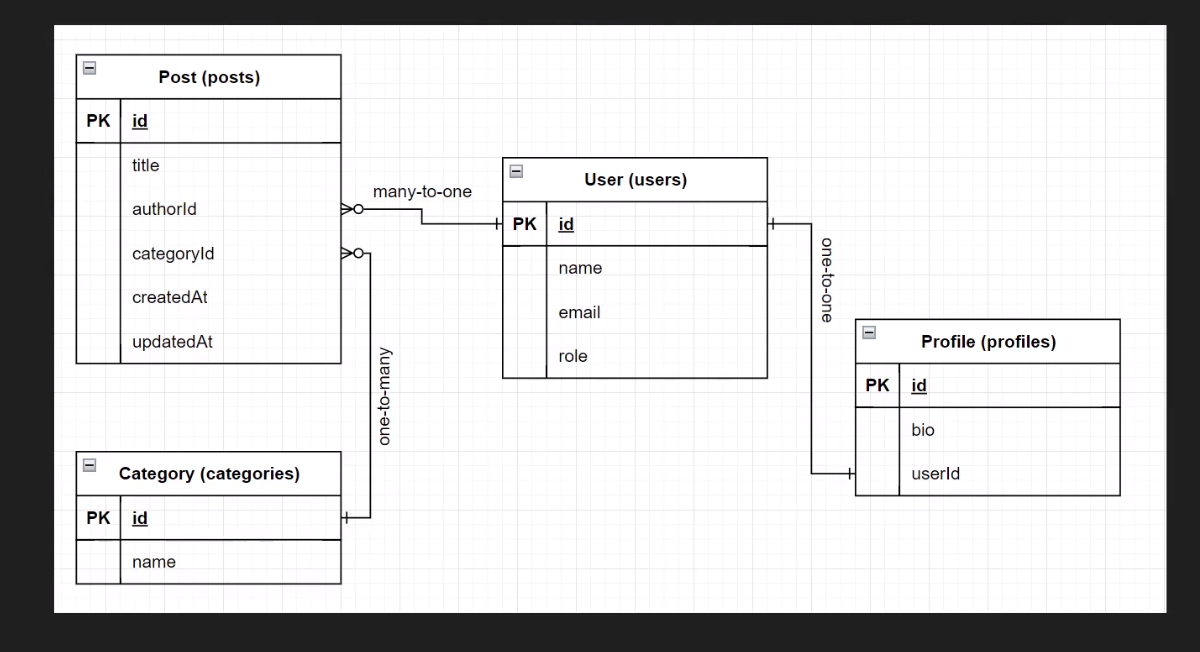 Post (posts)
PK id
title
authorId
categoryId
createdAt
updatedAt
many-to-one
one-to-many
Category (categories)
PK id
name
User (users)
PK id
name
email
role
one-to-one
Profile (profiles)
PK id
bio
userId